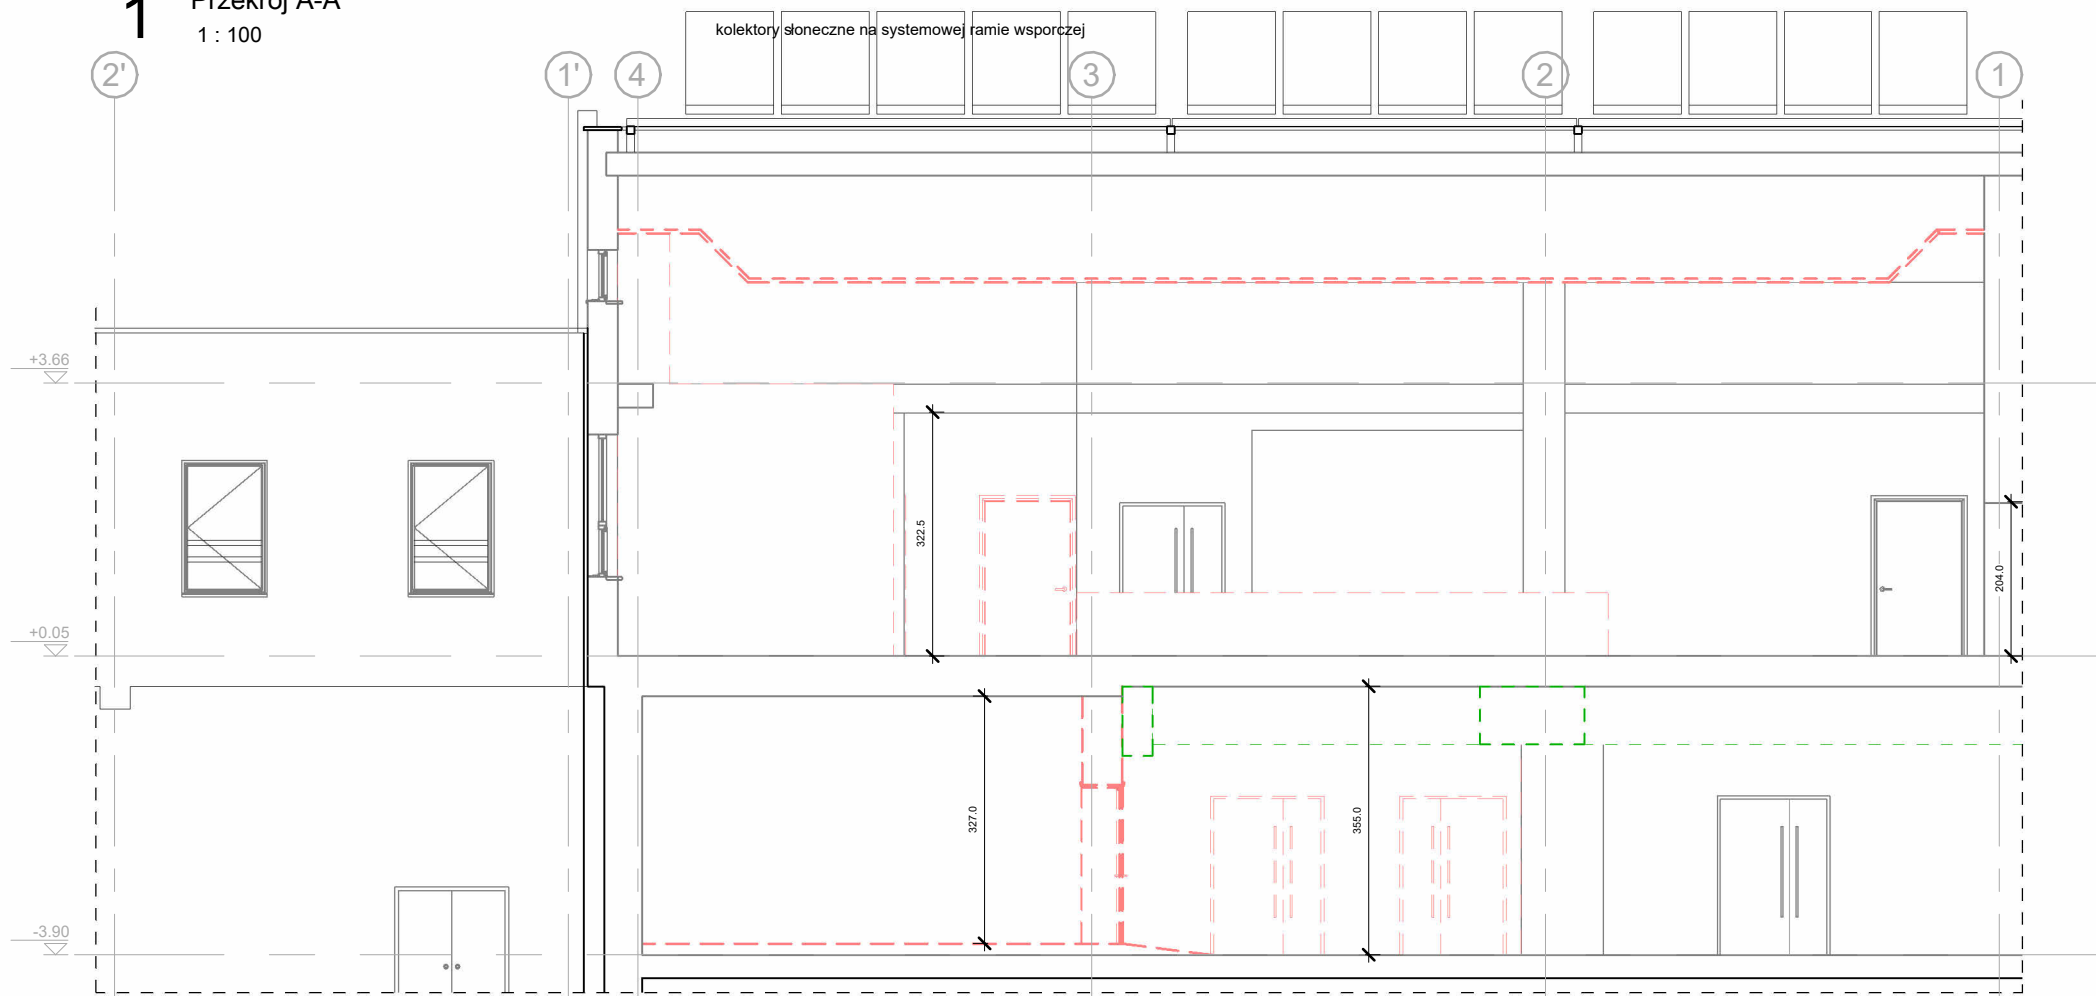 1 Przekrój A-A
1 : 100
kolektory słoneczne na systemowej ramie wsporczej
2' 1' 4 3 2 1
+3.66
322.5
204.0
+0.05
327.0
355.0
-3.90